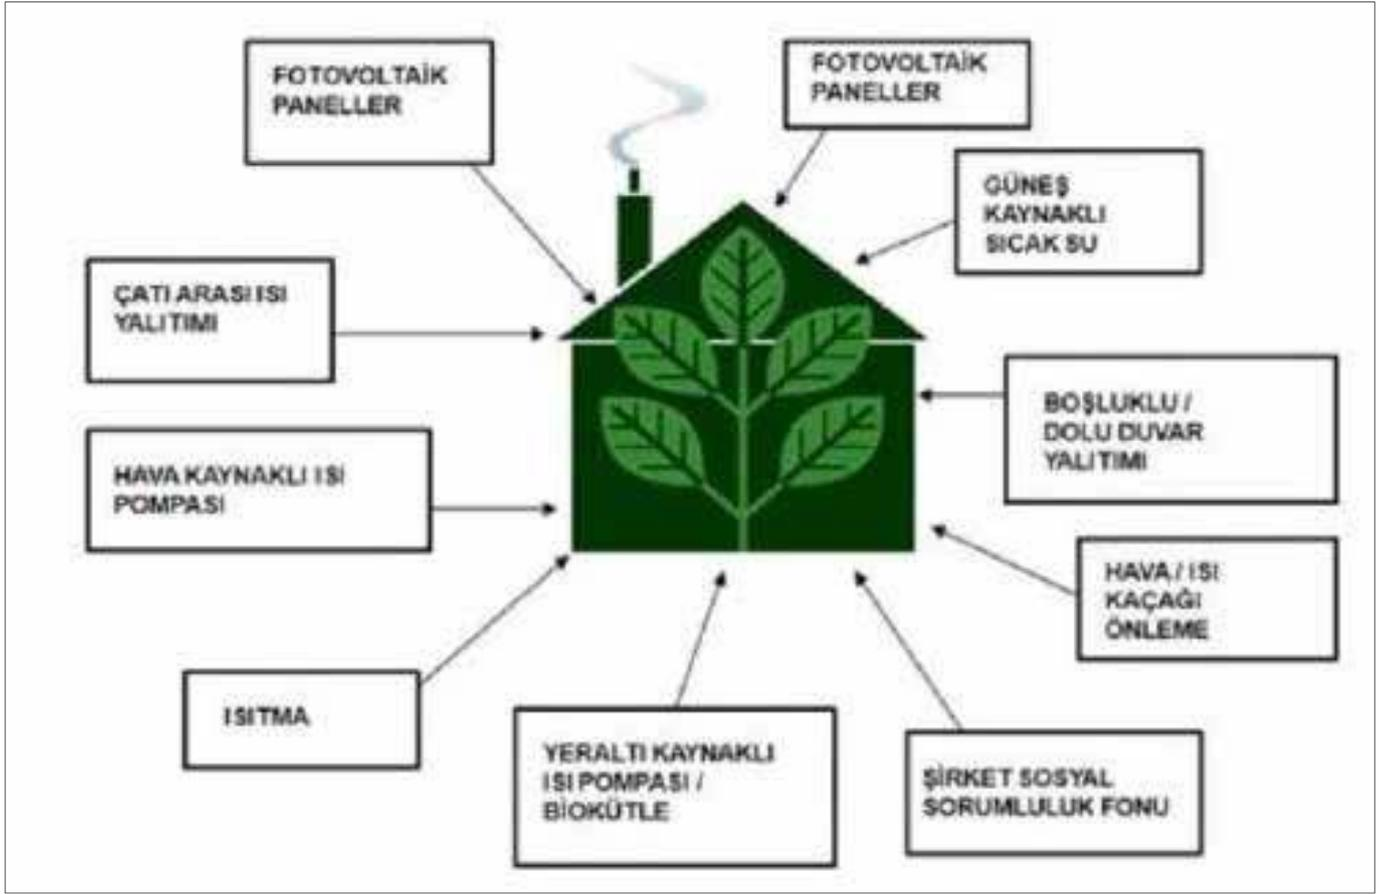 FOTOVOLTAİK
PANELLER
FOTOVOLTAİK
PANELLER
GÜNEŞ
KAYNAKLI
SICAK SU
ÇATI ARASI ISI
YALITIMI
BOŞLUKLU /
DOLU DUVAR
YALITIMI
HAVA KAYNAKLI ISI
POMPASI
HAVA / ISI
KAÇAĞI
ÖNLEME
ISITMA
YERALTI KAYNAKLI
ISI POMPASI /
BİOKÜTLE
ŞİRKET SOSYAL
SORUMLULUK FONU